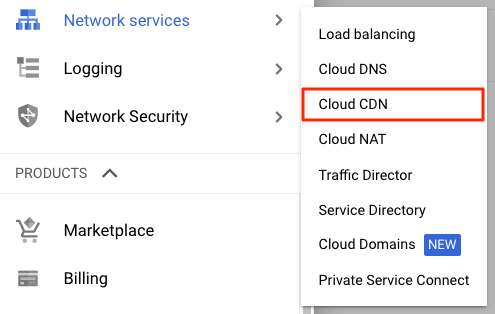 Network services
Logging
Network Security
PRODUCTS
Marketplace
Billing
Load balancing
Cloud DNS
Cloud CDN
Cloud NAT
Traffic Director
Service Directory
Cloud Domains NEW
Private Service Connect